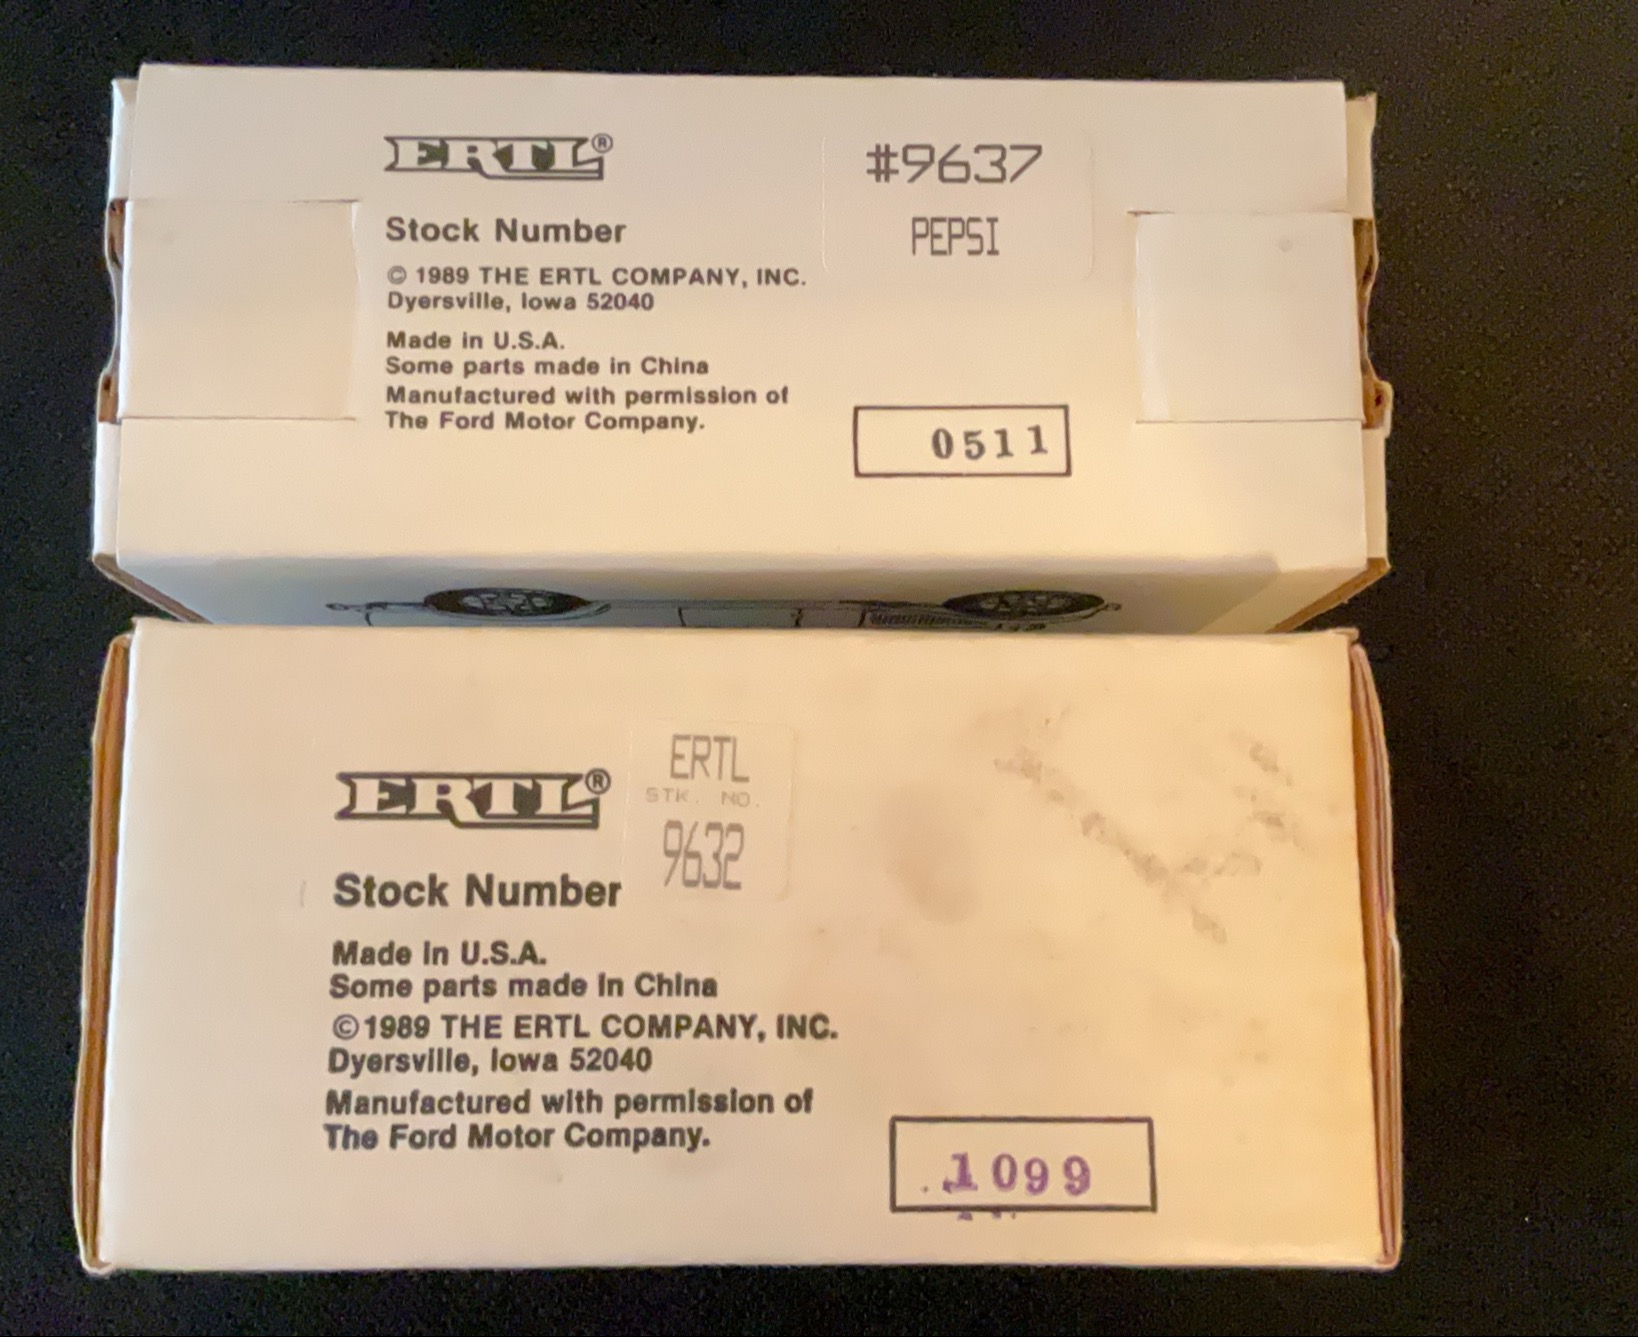 ERTL®
#9637
PEPSI
Stock Number
© 1989 THE ERTL COMPANY, INC.
Dyersville, Iowa 52040
Made in U.S.A.
Some parts made in China
Manufactured with permission of
The Ford Motor Company.
0511
ERTL®
ERTL
STK. NO.
9632
Stock Number
Made in U.S.A.
Some parts made in China
©1989 THE ERTL COMPANY, INC.
Dyersville, Iowa 52040
Manufactured with permission of
The Ford Motor Company.
1099